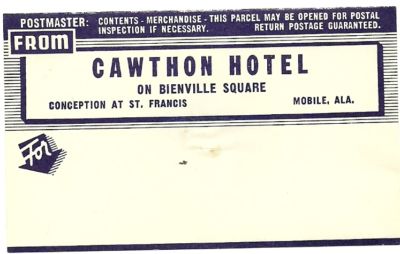 POSTMASTER: CONTENTS - MERCHANDISE - THIS PARCEL MAY BE OPENED FOR POSTAL
INSPECTION IF NECESSARY. RETURN POSTAGE GUARANTEED.
FROM
CAWTHON HOTEL
ON BIENVILLE SQUARE
CONCEPTION AT ST. FRANCIS MOBILE, ALA.
For